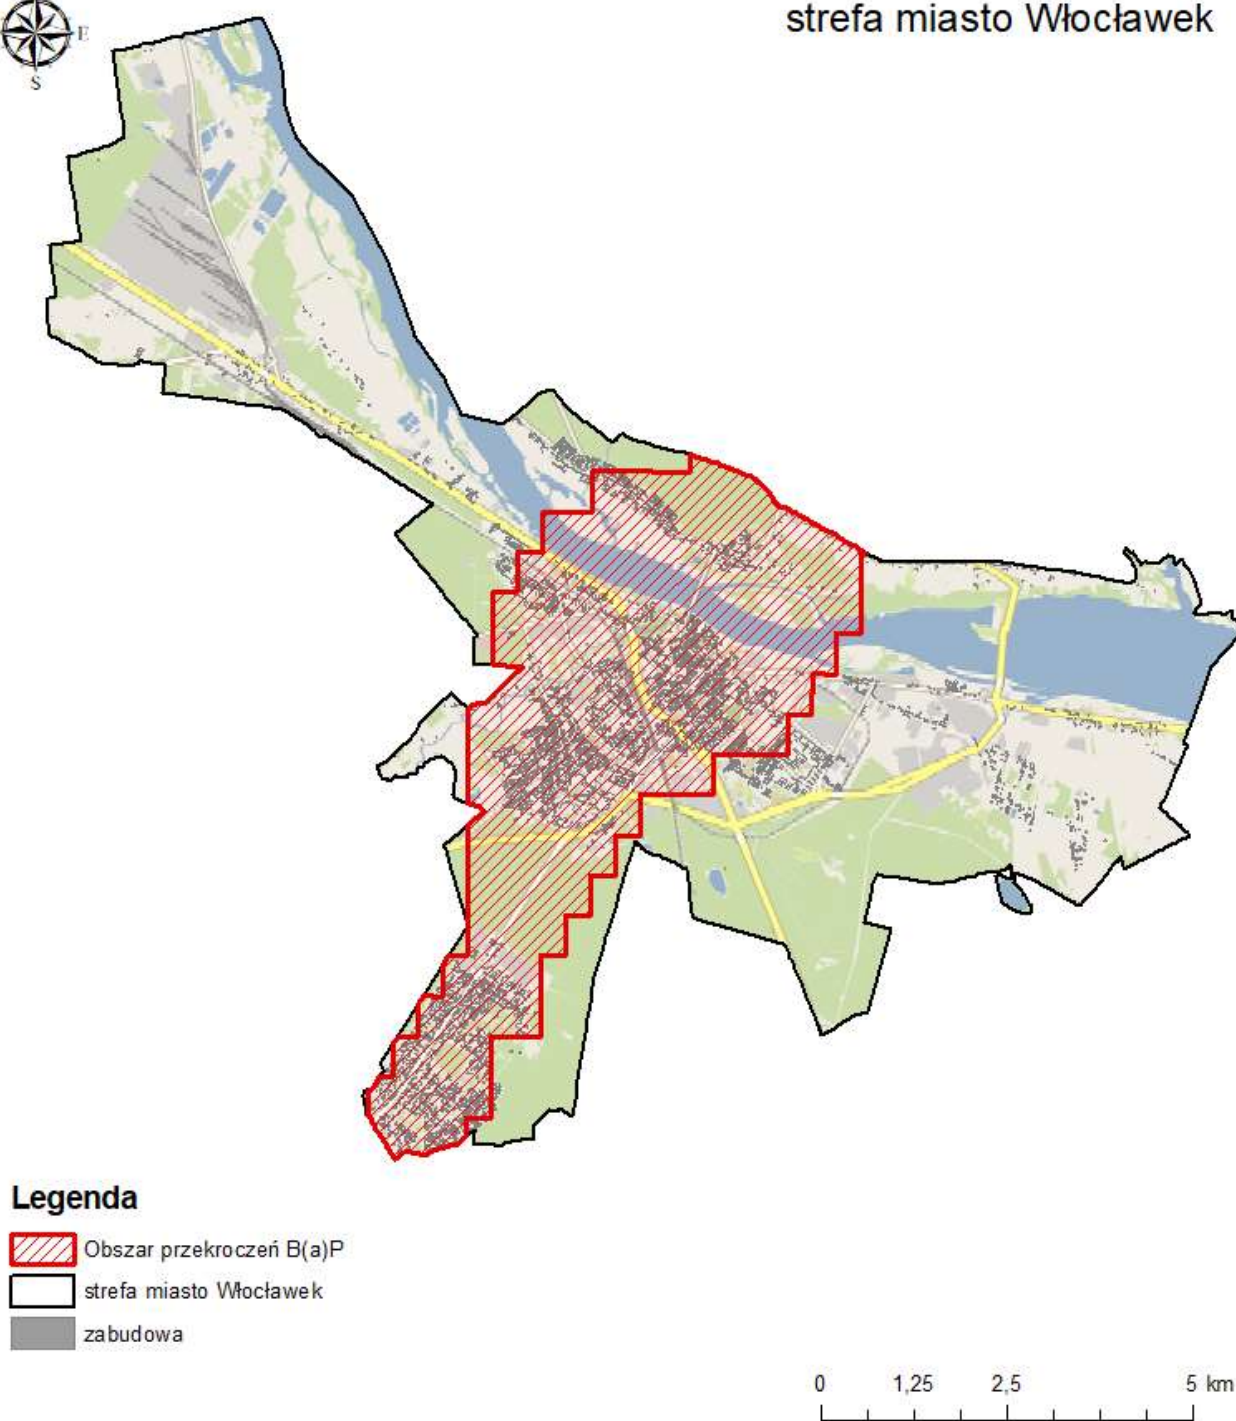 strefa miasto Włocławek
E
S
Legenda
Obszar przekroczeń B(a)P
strefa miasto Włocławek
zabudowa
0 1,25 2,5 5 km